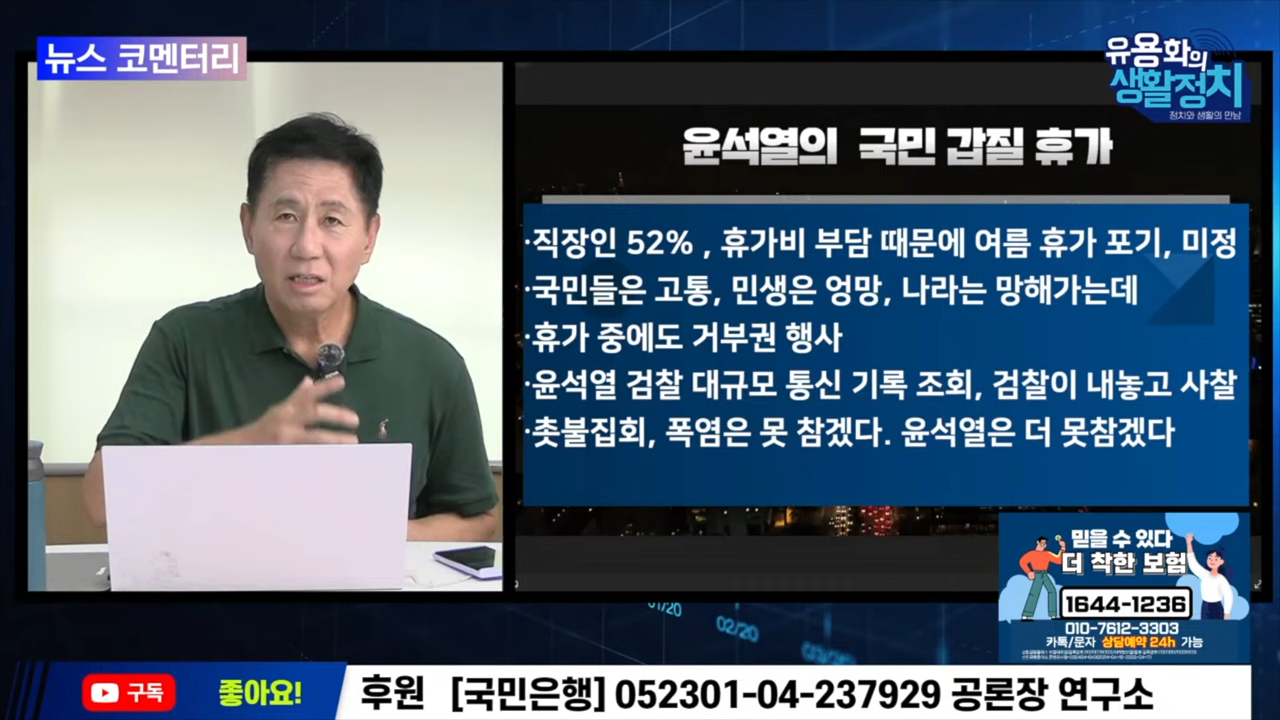 뉴스 코멘터리
유용화의
생활정치
정치와 생활의 만남
윤석열의 국민 갑질 휴가
·직장인 52% , 휴가비 부담 때문에 여름 휴가 포기, 미정
·국민들은 고통, 민생은 엉망, 나라는 망해가는데
·휴가 중에도 거부권 행사
·윤석열 검찰 대규모 통신 기록 조회, 검찰이 내놓고 사찰
·촛불집회, 폭염은 못 참겠다. 윤석열은 더 못참겠다
믿을 수 있다
더 착한 보험
1644-1236
010-7612-3303
카톡/문자 상담예약 24h 가능
01/20
02/20
구독
좋아요!
후원 [국민은행] 052301-04-237929 공론장 연구소